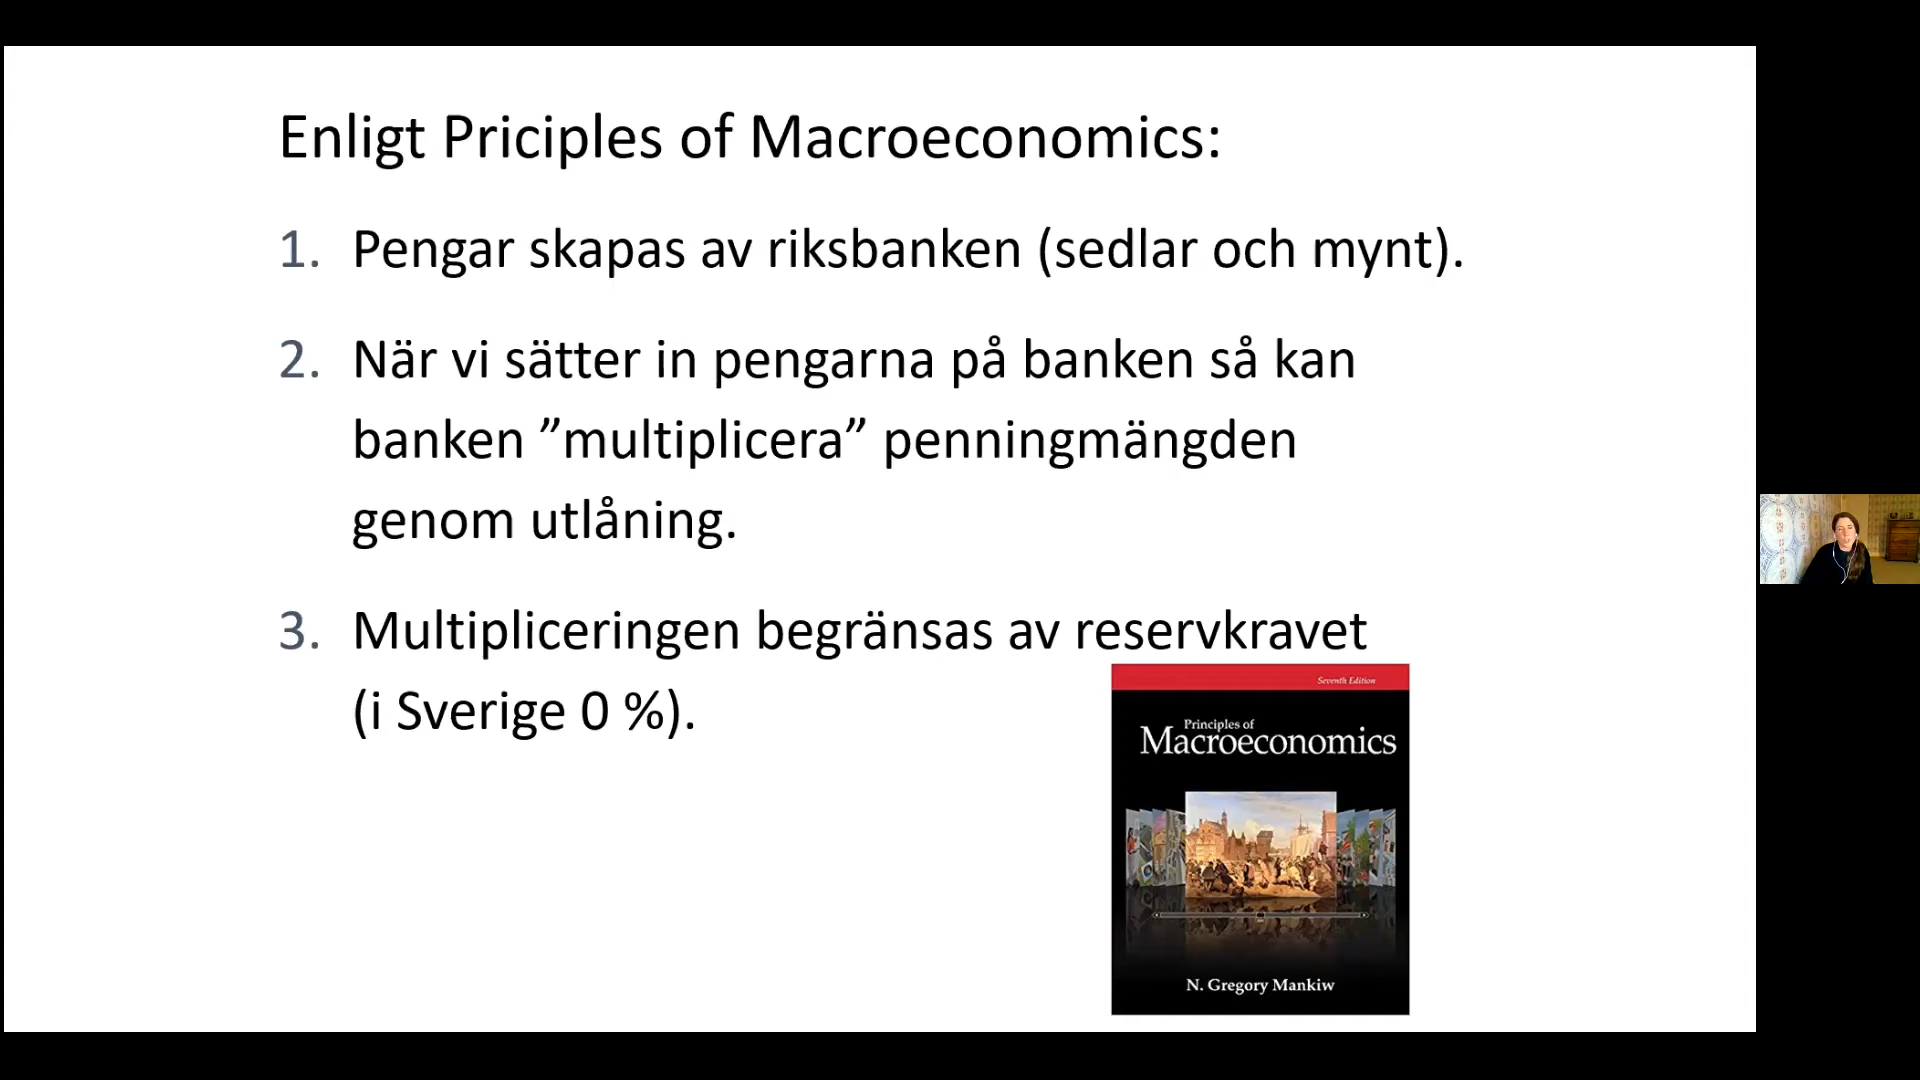 Enligt Priciples of Macroeconomics:
1. Pengar skapas av riksbanken (sedlar och mynt).
2. När vi sätter in pengarna på banken så kan
banken ”multiplicera” penningmängden
genom utlåning.
3. Multipliceringen begränsas av reservkravet
(i Sverige 0 %).
Seventh Edition
Principles of
Macroeconomics
N. Gregory Mankiw